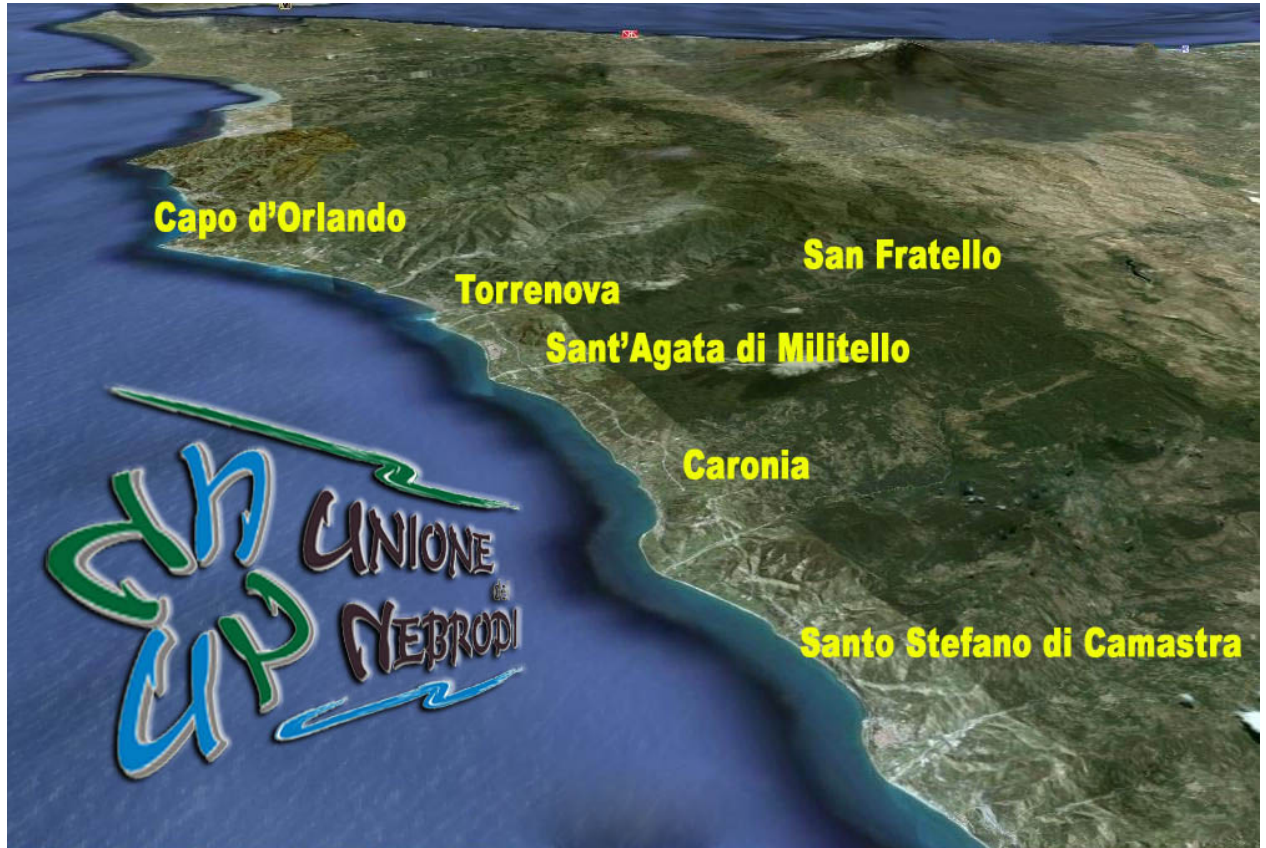 Capo d’Orlando
San Fratello
Torrenova
Sant’Agata di Militello
Caronia
UNIONE
NEBRODI
Santo Stefano di Camastra